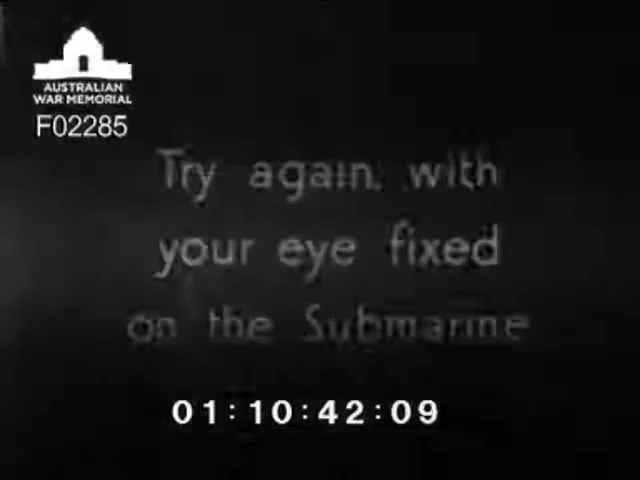 AUSTRALIAN
WAR MEMORIAL
F02285
Try again, with
your eye fixed
on the Submarine
01:10:42:09